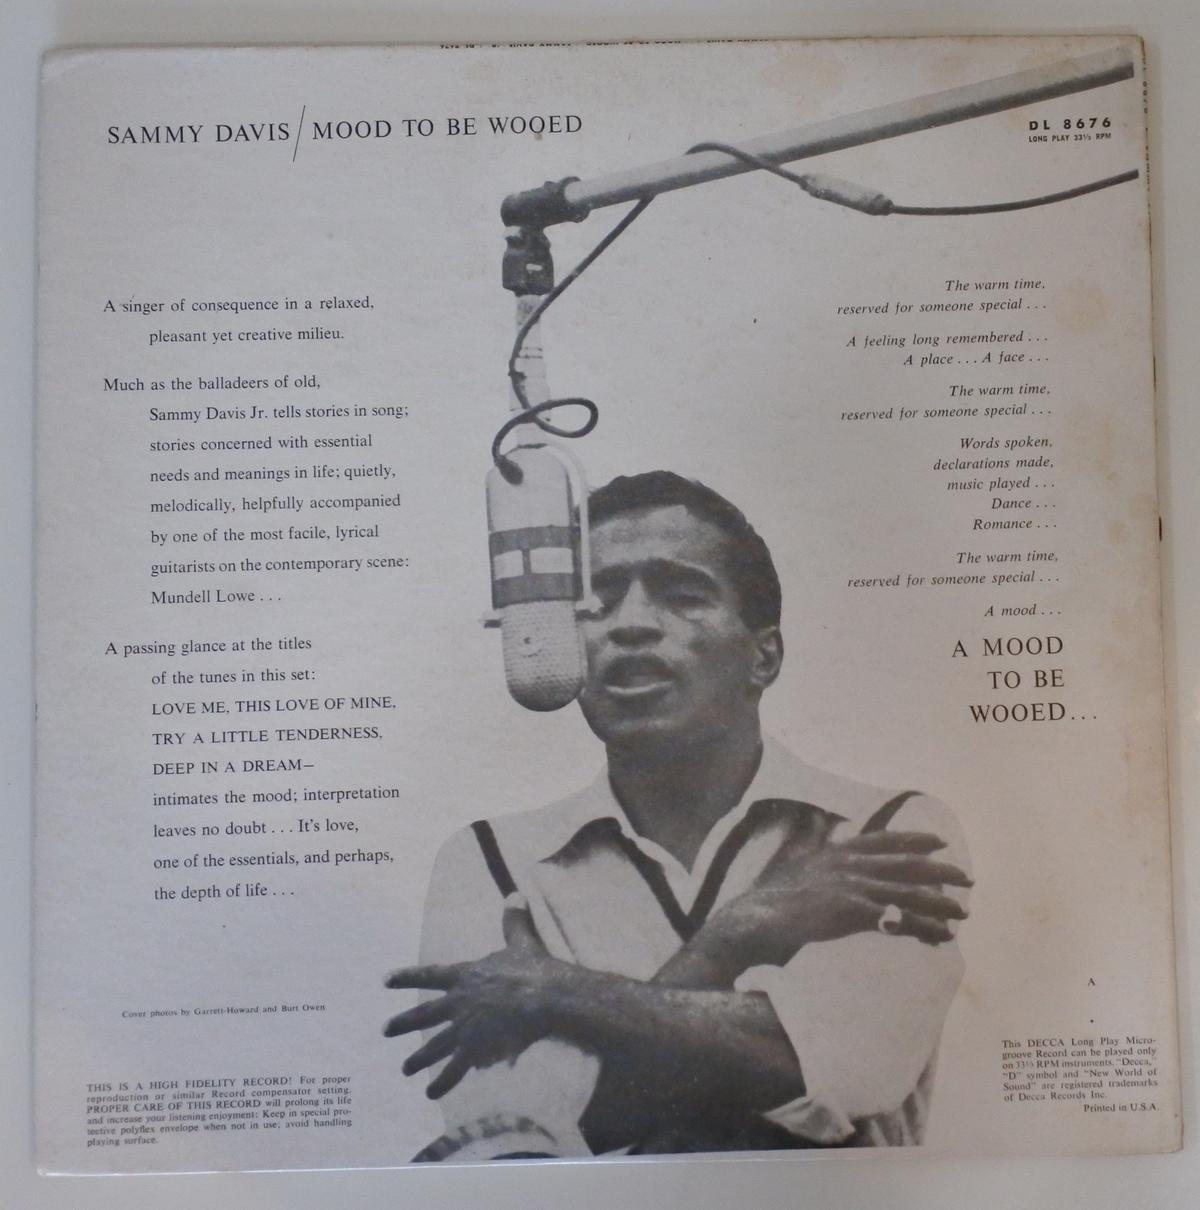 SAMMY DAVIS / MOOD TO BE WOOED
DL 8676
LONG PLAY 33⅓ RPM
A singer of consequence in a relaxed,
pleasant yet creative milieu.
Much as the balladeers of old,
Sammy Davis Jr. tells stories in song;
stories concerned with essential
needs and meanings in life; quietly,
melodically, helpfully accompanied
by one of the most facile, lyrical
guitarists on the contemporary scene:
Mundell Lowe . . .
A passing glance at the titles
of the tunes in this set:
LOVE ME, THIS LOVE OF MINE,
TRY A LITTLE TENDERNESS,
DEEP IN A DREAM—
intimates the mood; interpretation
leaves no doubt . . . It's love,
one of the essentials, and perhaps,
the depth of life . . .
Cover photos by Garrett-Howard and Burt Owen
THIS IS A HIGH FIDELITY RECORD! For proper
reproduction or similar Record compensator setting.
PROPER CARE OF THIS RECORD will prolong its life
and increase your listening enjoyment: Keep in special pro-
tective polyflex envelope when not in use; avoid handling
playing surface.
The warm time,
reserved for someone special . . .
A feeling long remembered . . .
A place . . . A face . . .
The warm time,
reserved for someone special . . .
Words spoken,
declarations made,
music played . . .
Dance . . .
Romance . . .
The warm time,
reserved for someone special . . .
A mood . . .
A MOOD
TO BE
WOOED . . .
A
This DECCA Long Play Micro-
groove Record can be played only
on 33⅓ RPM instruments. "Decca,"
"D" symbol and "New World of
Sound" are registered trademarks
of Decca Records Inc.
Printed in U.S.A.